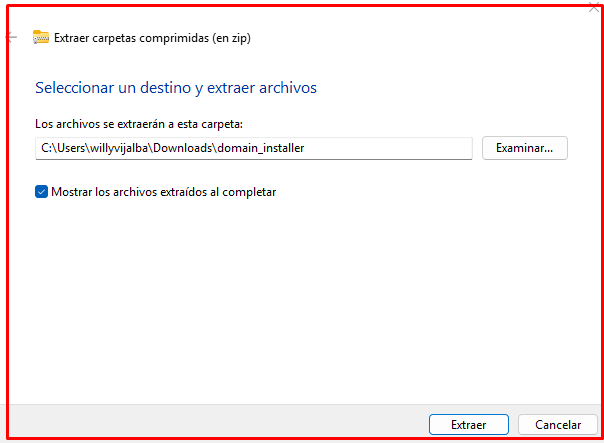 Extraer carpetas comprimidas (en zip)
Seleccionar un destino y extraer archivos
Los archivos se extraerán a esta carpeta:
C:\Users\willyvijalba\Downloads\domain_installer
Examinar...
Mostrar los archivos extraídos al completar
Extraer
Cancelar